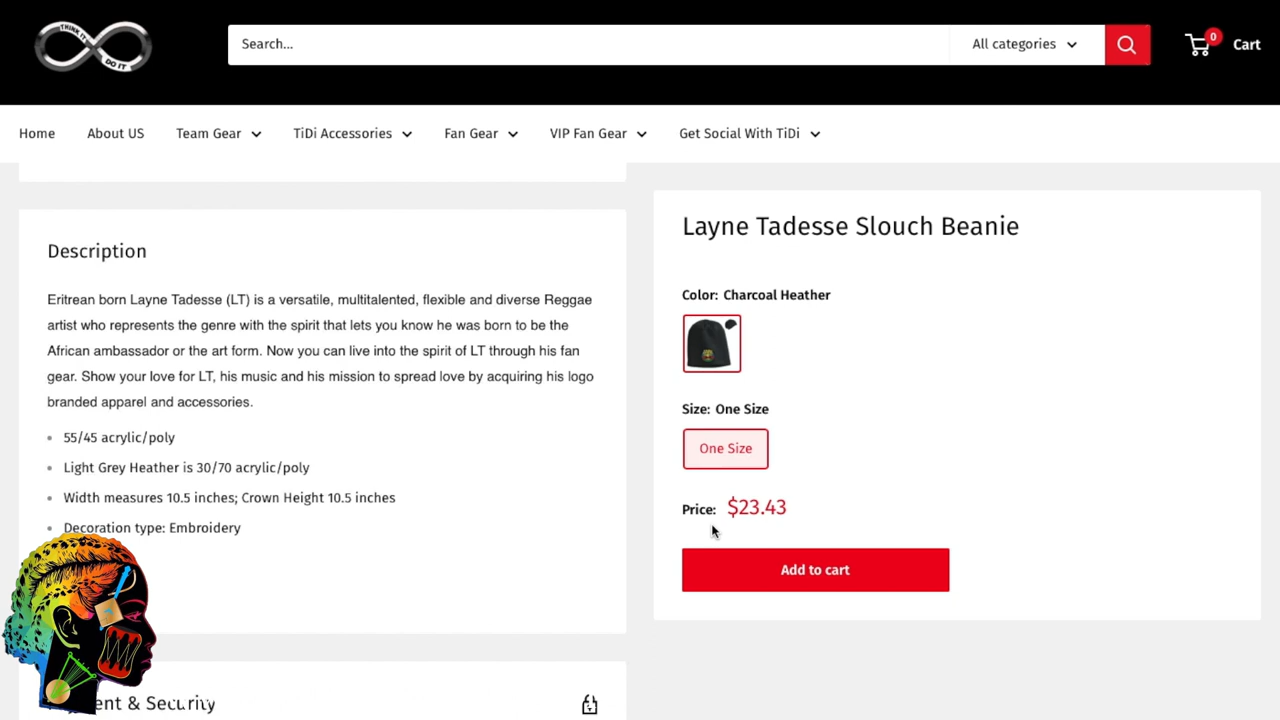 THINK IT
DO IT
Search...
All categories
0
Cart
Home
About US
Team Gear
TiDi Accessories
Fan Gear
VIP Fan Gear
Get Social With TiDi
Description
Eritrean born Layne Tadesse (LT) is a versatile, multitalented, flexible and diverse Reggae
artist who represents the genre with the spirit that lets you know he was born to be the
African ambassador or the art form. Now you can live into the spirit of LT through his fan
gear. Show your love for LT, his music and his mission to spread love by acquiring his logo
branded apparel and accessories.
55/45 acrylic/poly
Light Grey Heather is 30/70 acrylic/poly
Width measures 10.5 inches; Crown Height 10.5 inches
Decoration type: Embroidery
Layne Tadesse Slouch Beanie
Color: Charcoal Heather
Size: One Size
One Size
Price: $23.43
Add to cart
& Security